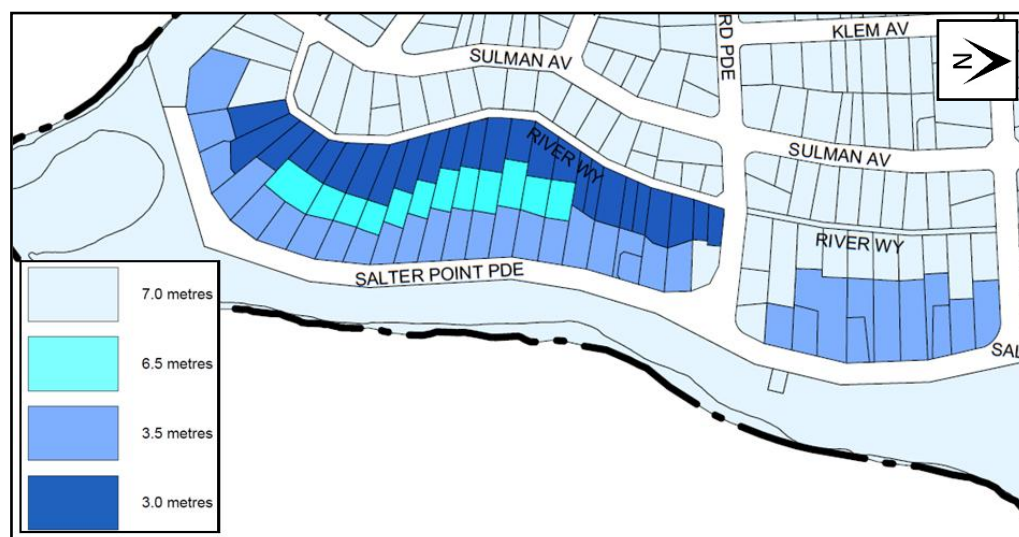 KLEM AV
SULMAN AV
RD PDE
N
SULMAN AV
RIVER WY
RIVER WY
SALTER POINT PDE
SAL
7.0 metres
6.5 metres
3.5 metres
3.0 metres